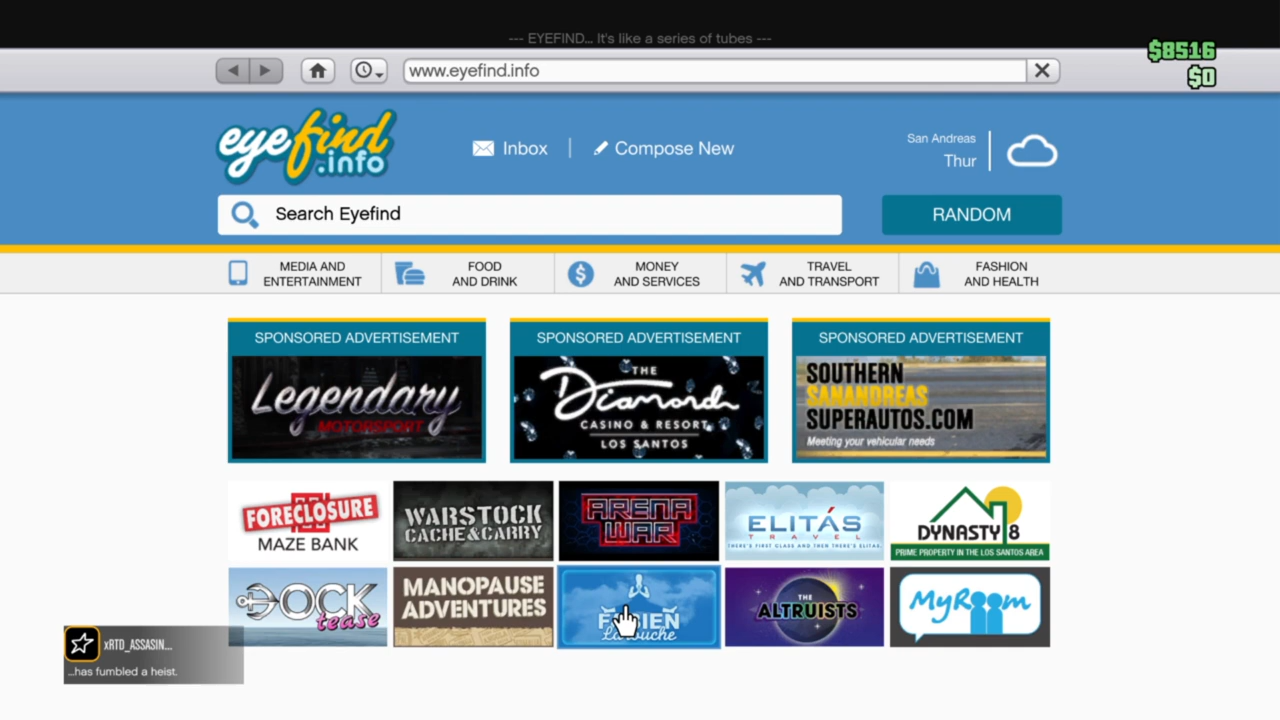 --- EYEFIND... It's like a series of tubes ---
$8516
$0
www.eyefind.info
eyefind
.info
Inbox
Compose New
San Andreas
Thur
Search Eyefind
RANDOM
MEDIA AND
ENTERTAINMENT
FOOD
AND DRINK
MONEY
AND SERVICES
TRAVEL
AND TRANSPORT
FASHION
AND HEALTH
SPONSORED ADVERTISEMENT
Legendary
MOTORSPORT
SPONSORED ADVERTISEMENT
THE
Diamond
CASINO & RESORT
LOS SANTOS
SPONSORED ADVERTISEMENT
SOUTHERN
SANANDREAS
SUPERAUTOS.COM
Meeting your vehicular needs
FORECLOSURE
MAZE BANK
WARSTOCK
CACHE&CARRY
ARENA
WAR
ELITÁS
TRAVEL
THERE'S FIRST CLASS AND THEN THERE'S ELITÁS
DYNASTY 8
PRIME PROPERTY IN THE LOS SANTOS AREA
DOCK
tease
MANOPAUSE
ADVENTURES
THE
ALTRUISTS
MyRoom
xRTD_ASSASIN...
...has fumbled a heist.